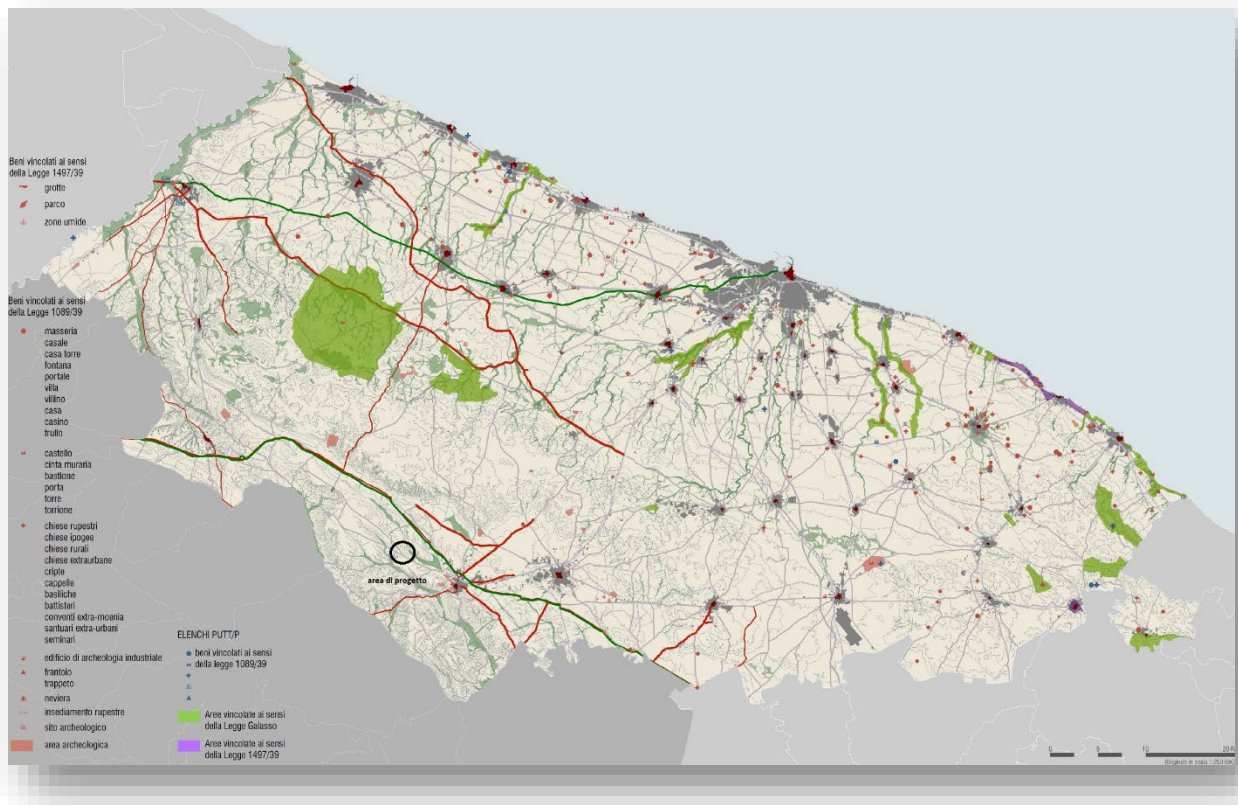 Beni vincolati ai sensi
della Legge 1497/39
grotte
parco
zone umide
Beni vincolati ai sensi
della Legge 1089/39
masseria
casale
casa torre
fontana
portale
villa
villino
casa
casino
trullo
castello
cinta muraria
bastione
porta
torre
torrione
chiese rupestri
chiese ipogee
chiese rurali
chiese extraurbane
cripte
cappelle
basiliche
battisteri
conventi extra-moenia
santuari extra-urbani
seminari
edificio di archeologia industriale
frantoio
trappeto
neviera
insediamento rupestre
sito archeologico
area archeologica
area di progetto
ELENCHI PUTT/P
beni vincolati ai sensi
della legge 1089/39
Aree vincolate ai sensi
della Legge Galasso
Aree vincolate ai sensi
della Legge 1497/39
0 5 10 20 K